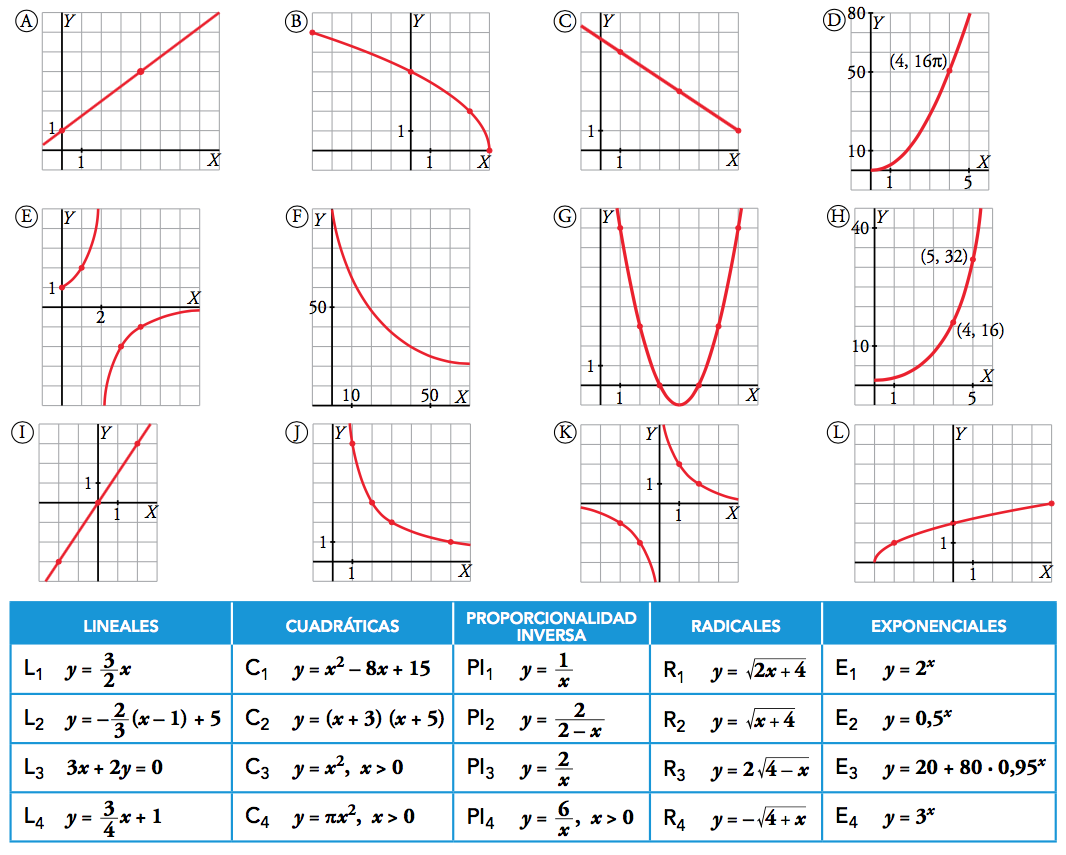 A Y 1 1 X
B Y 1 1 X
C Y 1 1 X
D 80 Y (4, 16π) 50 10 X 1 5
E Y 1 X 2
F Y 50 10 50 X
G Y 1 1 X
H Y 40 (5, 32) (4, 16) 10 X 1 5
I Y 1 1 X
J Y 1 1 X
K Y 1 1 X
L Y 1 1 X
LINEALES CUADRÁTICAS PROPORCIONALIDAD INVERSA RADICALES EXPONENCIALES
L₁ y = 3/2 x C₁ y = x² – 8x + 15 PI₁ y = 1/x R₁ y = √(2x + 4) E₁ y = 2ˣ
L₂ y = –2/3 (x – 1) + 5 C₂ y = (x + 3) (x + 5) PI₂ y = 2/(2 – x) R₂ y = √(x + 4) E₂ y = 0,5ˣ
L₃ 3x + 2y = 0 C₃ y = x², x > 0 PI₃ y = 2/x R₃ y = 2√(4 – x) E₃ y = 20 + 80 · 0,95ˣ
L₄ y = 3/4 x + 1 C₄ y = πx², x > 0 PI₄ y = 6/x, x > 0 R₄ y = –√(4 + x) E₄ y = 3ˣ